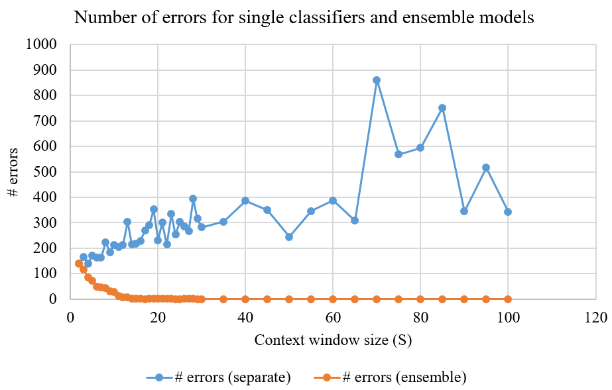 Number of errors for single classifiers and ensemble models
1000
900
800
700
600
500
400
300
200
100
0
# errors
0 20 40 60 80 100 120
Context window size (S)
# errors (separate) # errors (ensemble)